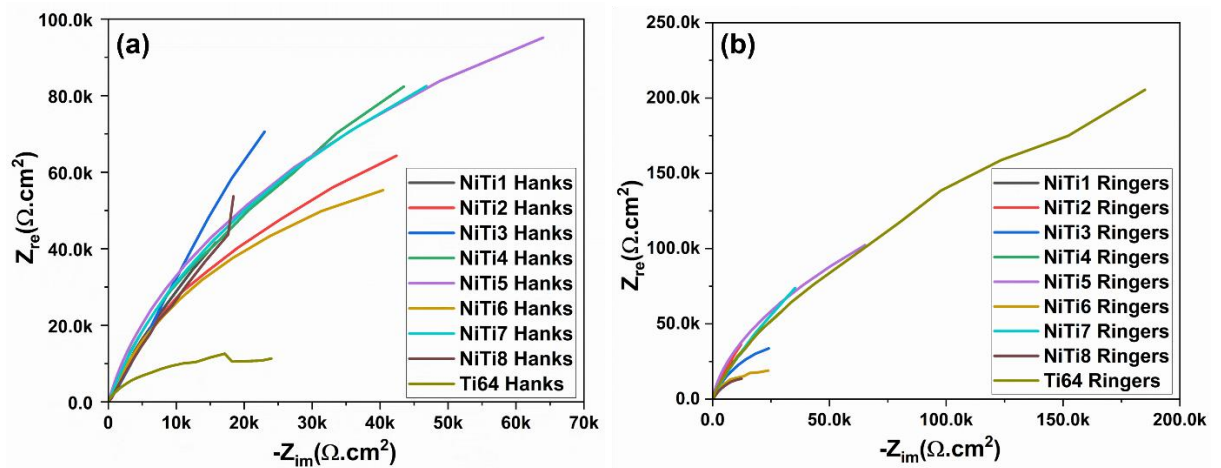 (a)
100.0k
80.0k
60.0k
40.0k
20.0k
0.0
Zre(Ω.cm²)
NiTi1 Hanks
NiTi2 Hanks
NiTi3 Hanks
NiTi4 Hanks
NiTi5 Hanks
NiTi6 Hanks
NiTi7 Hanks
NiTi8 Hanks
Ti64 Hanks
0 10k 20k 30k 40k 50k 60k 70k
-Zim(Ω.cm²)
(b)
250.0k
200.0k
150.0k
100.0k
50.0k
0.0
Zre(Ω.cm²)
NiTi1 Ringers
NiTi2 Ringers
NiTi3 Ringers
NiTi4 Ringers
NiTi5 Ringers
NiTi6 Ringers
NiTi7 Ringers
NiTi8 Ringers
Ti64 Ringers
0.0 50.0k 100.0k 150.0k 200.0k
-Zim(Ω.cm²)